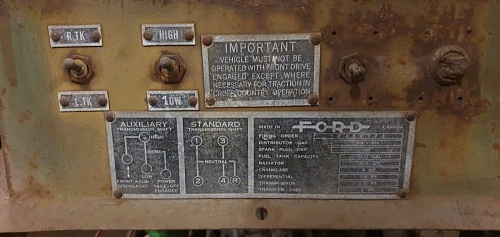 R.TK.
HIGH
L.TK
LOW
IMPORTANT
VEHICLE MUST NOT BE
OPERATED WITH FRONT DRIVE
ENGAGED EXCEPT WHERE
NECESSARY FOR TRACTION IN
CROSS COUNTRY OPERATION
AUXILIARY
TRANSMISSION SHIFT
HIGH
NEUTRAL
LOW
FRONT AXLE
DISENGAGED
POWER
TAKE-OFF
ENGAGED
STANDARD
TRANSMISSION SHIFT
1 3
NEUTRAL
2 4 R
MADE IN FORD CANADA
FIRING ORDER
DISTRIBUTOR GAP
SPARK PLUG GAP
FUEL TANK CAPACITY
RADIATOR
CRANKCASE
DIFFERENTIAL
TRANSMISSION
TRANSFER CASE